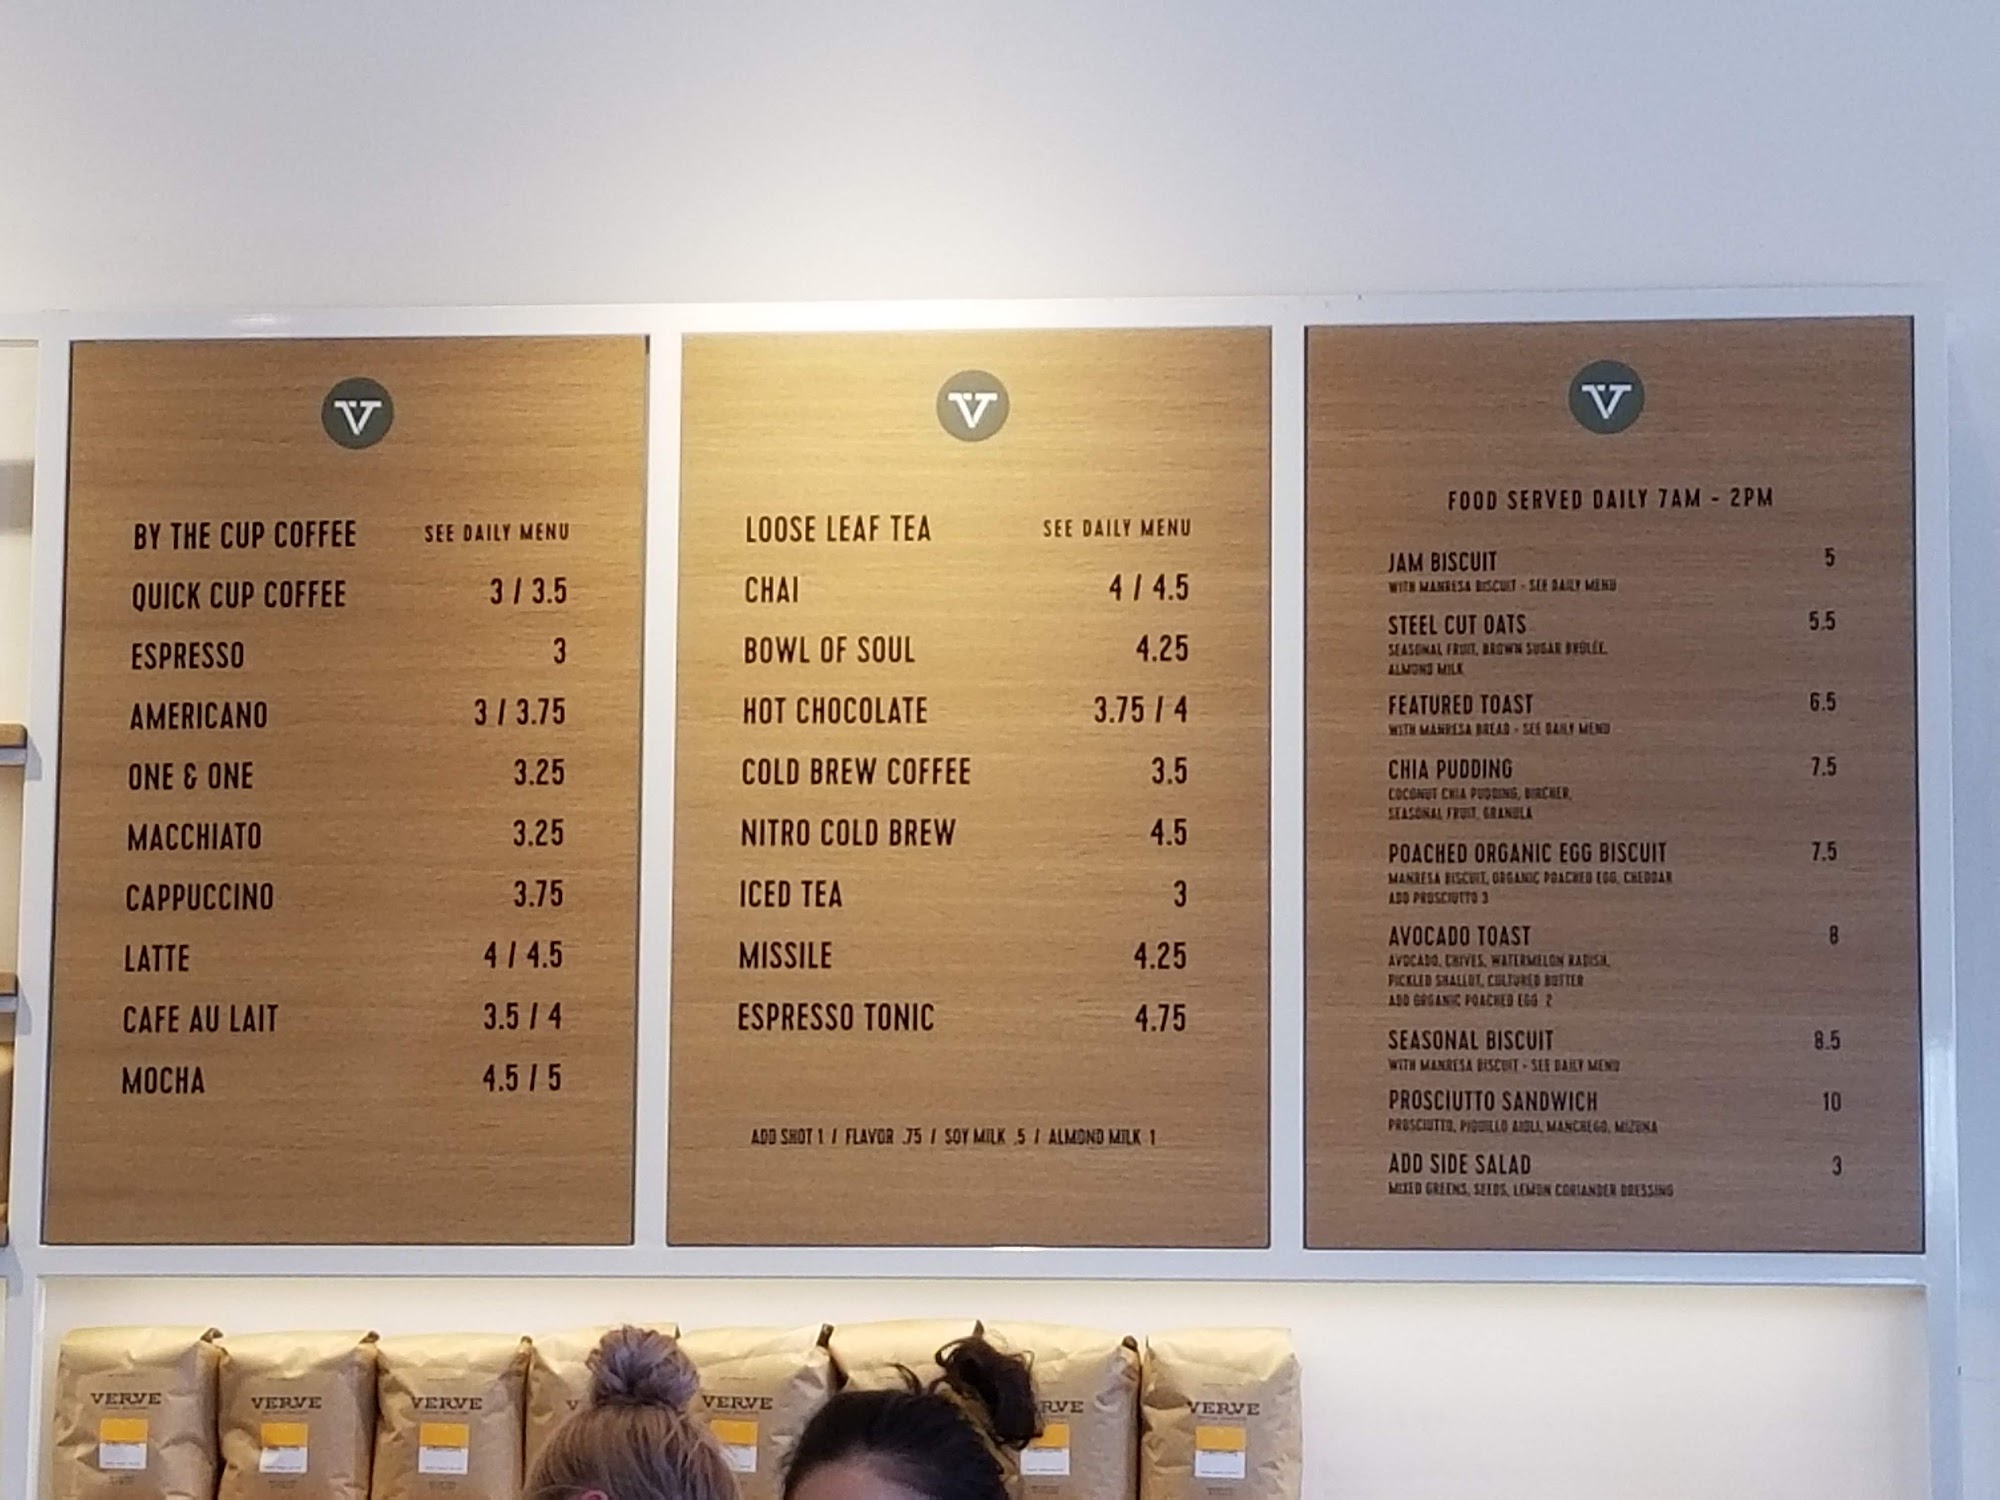 V
BY THE CUP COFFEE SEE DAILY MENU
QUICK CUP COFFEE 3 / 3.5
ESPRESSO 3
AMERICANO 3 / 3.75
ONE & ONE 3.25
MACCHIATO 3.25
CAPPUCCINO 3.75
LATTE 4 / 4.5
CAFE AU LAIT 3.5 / 4
MOCHA 4.5 / 5
V
LOOSE LEAF TEA SEE DAILY MENU
CHAI 4 / 4.5
BOWL OF SOUL 4.25
HOT CHOCOLATE 3.75 / 4
COLD BREW COFFEE 3.5
NITRO COLD BREW 4.5
ICED TEA 3
MISSILE 4.25
ESPRESSO TONIC 4.75
ADD SHOT 1 / FLAVOR .75 / SOY MILK .5 / ALMOND MILK 1
V
FOOD SERVED DAILY 7AM - 2PM
JAM BISCUIT 5
WITH MANRESA BISCUIT - SEE DAILY MENU
STEEL CUT OATS 5.5
SEASONAL FRUIT, BROWN SUGAR BRÛLÉE,
ALMOND MILK
FEATURED TOAST 6.5
WITH MANRESA BREAD - SEE DAILY MENU
CHIA PUDDING 7.5
COCONUT CHIA PUDDING, BIRCHER,
SEASONAL FRUIT, GRANOLA
POACHED ORGANIC EGG BISCUIT 7.5
MANRESA BISCUIT, ORGANIC POACHED EGG, CHEDDAR
ADD PROSCIUTTO 3
AVOCADO TOAST 8
AVOCADO, CHIVES, WATERMELON RADISH,
PICKLED SHALLOT, CULTURED BUTTER
ADD ORGANIC POACHED EGG 2
SEASONAL BISCUIT 8.5
WITH MANRESA BISCUIT - SEE DAILY MENU
PROSCIUTTO SANDWICH 10
PROSCIUTTO, PIQUILLO AIOLI, MANCHEGO, MIZUNA
ADD SIDE SALAD 3
MIXED GREENS, SEEDS, LEMON CORIANDER DRESSING
VERVE
VERVE
VERVE
VERVE
VERVE